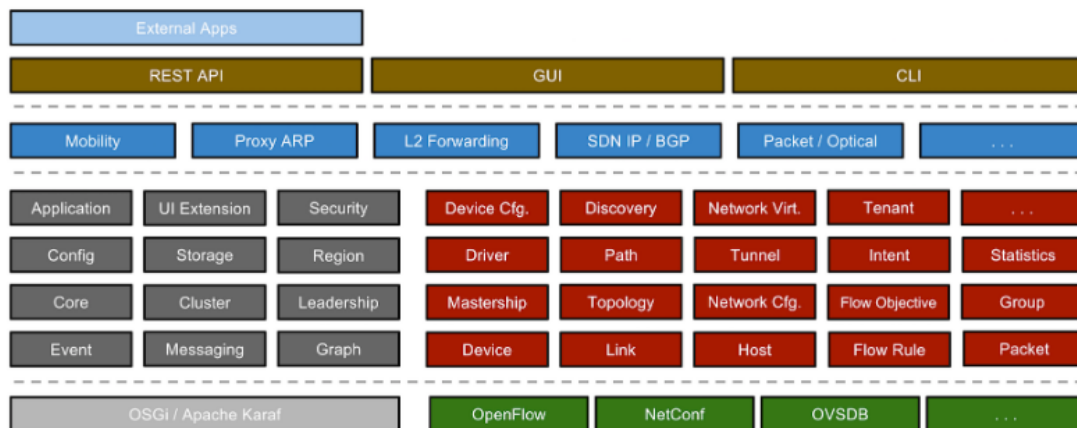 External Apps
REST API GUI CLI
Mobility Proxy ARP L2 Forwarding SDN IP / BGP Packet / Optical . . .
Application UI Extension Security Device Cfg. Discovery Network Virt. Tenant . . .
Config Storage Region Driver Path Tunnel Intent Statistics
Core Cluster Leadership Mastership Topology Network Cfg. Flow Objective Group
Event Messaging Graph Device Link Host Flow Rule Packet
OSGi / Apache Karaf OpenFlow NetConf OVSDB . . .